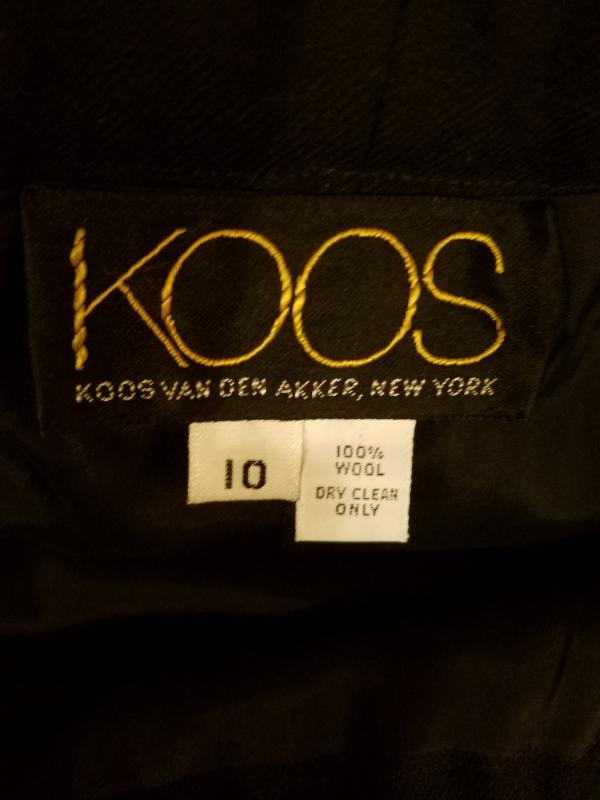 KOOS
KOOS VAN DEN AKKER, NEW YORK
10
100%
WOOL
DRY CLEAN
ONLY